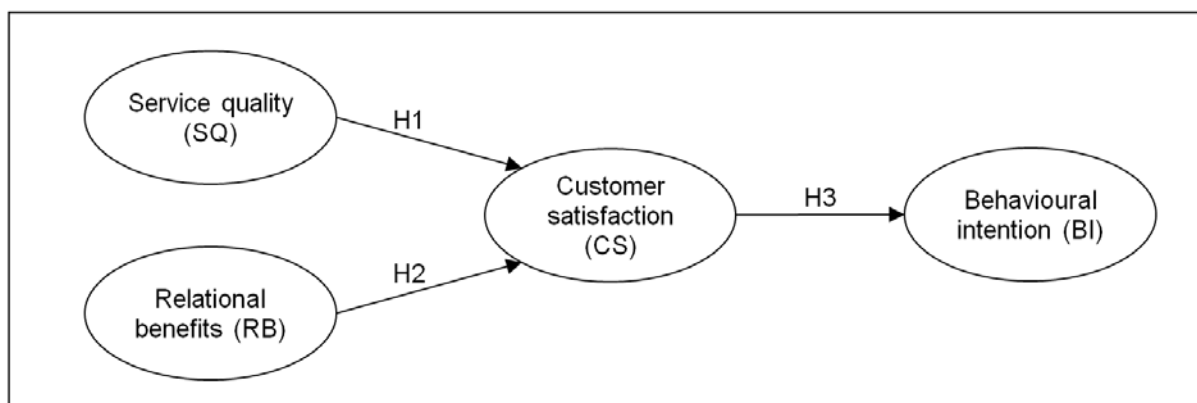 Service quality
(SQ)
H1
Customer
satisfaction
(CS)
H3
Behavioural
intention (BI)
H2
Relational
benefits (RB)